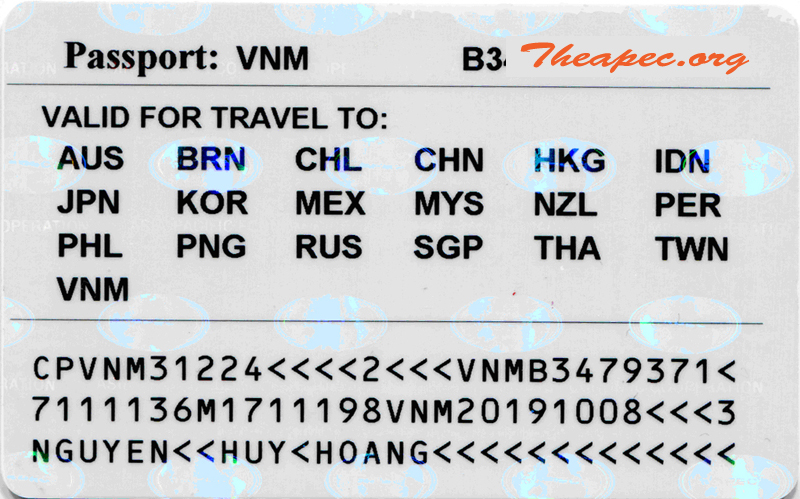 Passport: VNM B34 Theapec.org
VALID FOR TRAVEL TO:
AUS BRN CHL CHN HKG IDN
JPN KOR MEX MYS NZL PER
PHL PNG RUS SGP THA TWN
VNM
CPVNM31224<<<<2<<<VNMB3479371<
7111136M1711198VNM20191008<<<3
NGUYEN<<HUY<HOANG<<<<<<<<<<<<<